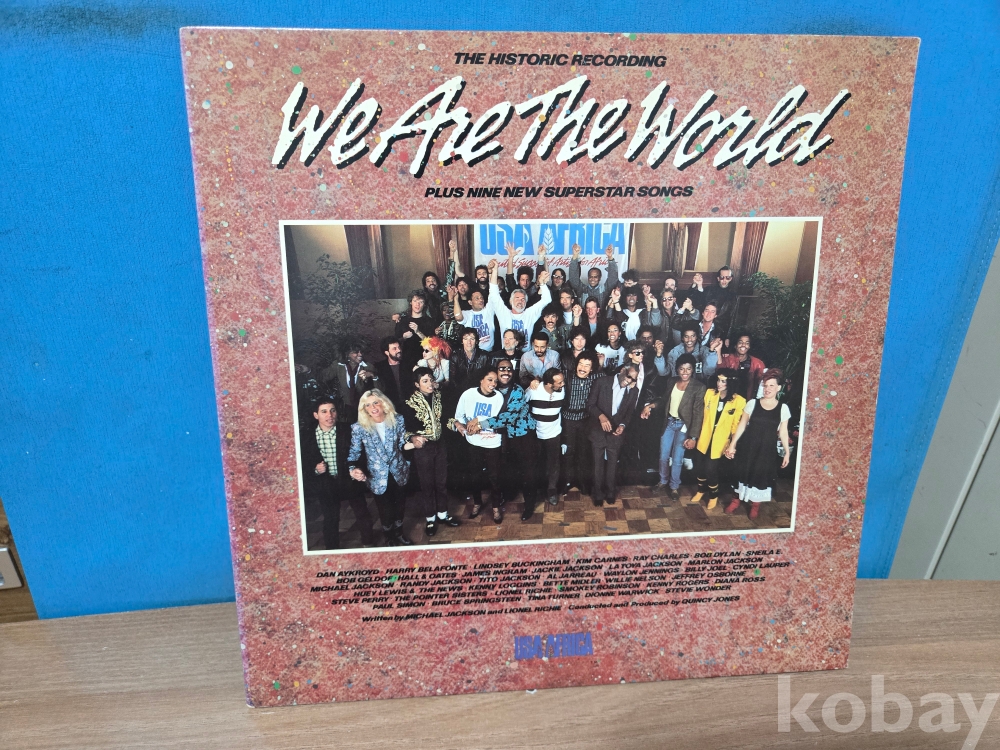 THE HISTORIC RECORDING
We Are The World
PLUS NINE NEW SUPERSTAR SONGS
USA AFRICA
USA
DAN AYKROYD · HARRY BELAFONTE · LINDSEY BUCKINGHAM · KIM CARNES · RAY CHARLES · BOB DYLAN · SHEILA E.
BOB GELDOF · HALL & OATES · JAMES INGRAM · JACKIE JACKSON · LA TOYA JACKSON · MARLON JACKSON
MICHAEL JACKSON · RANDY JACKSON · TITO JACKSON · AL JARREAU · WAYLON JENNINGS · BILLY JOEL · CYNDI LAUPER
HUEY LEWIS & THE NEWS · KENNY LOGGINS · BETTE MIDLER · WILLIE NELSON · JEFFREY OSBORNE
STEVE PERRY · THE POINTER SISTERS · LIONEL RICHIE · SMOKEY ROBINSON · KENNY ROGERS · DIANA ROSS
PAUL SIMON · BRUCE SPRINGSTEEN · TINA TURNER · DIONNE WARWICK · STEVIE WONDER
Written by MICHAEL JACKSON and LIONEL RICHIE · Conducted and Produced by QUINCY JONES
USA AFRICA
kobay